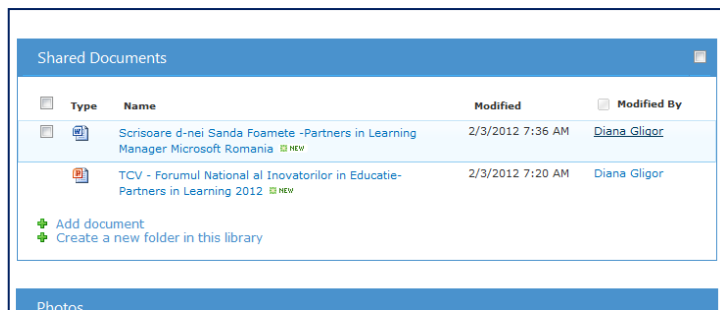 Shared Documents
Type Name Modified Modified By
Scrisoare d-nei Sanda Foamete -Partners in Learning 2/3/2012 7:36 AM Diana Gligor
Manager Microsoft Romania NEW
TCV - Forumul National al Inovatorilor in Educatie- 2/3/2012 7:20 AM Diana Gligor
Partners in Learning 2012 NEW
Add document
Create a new folder in this library
Photos